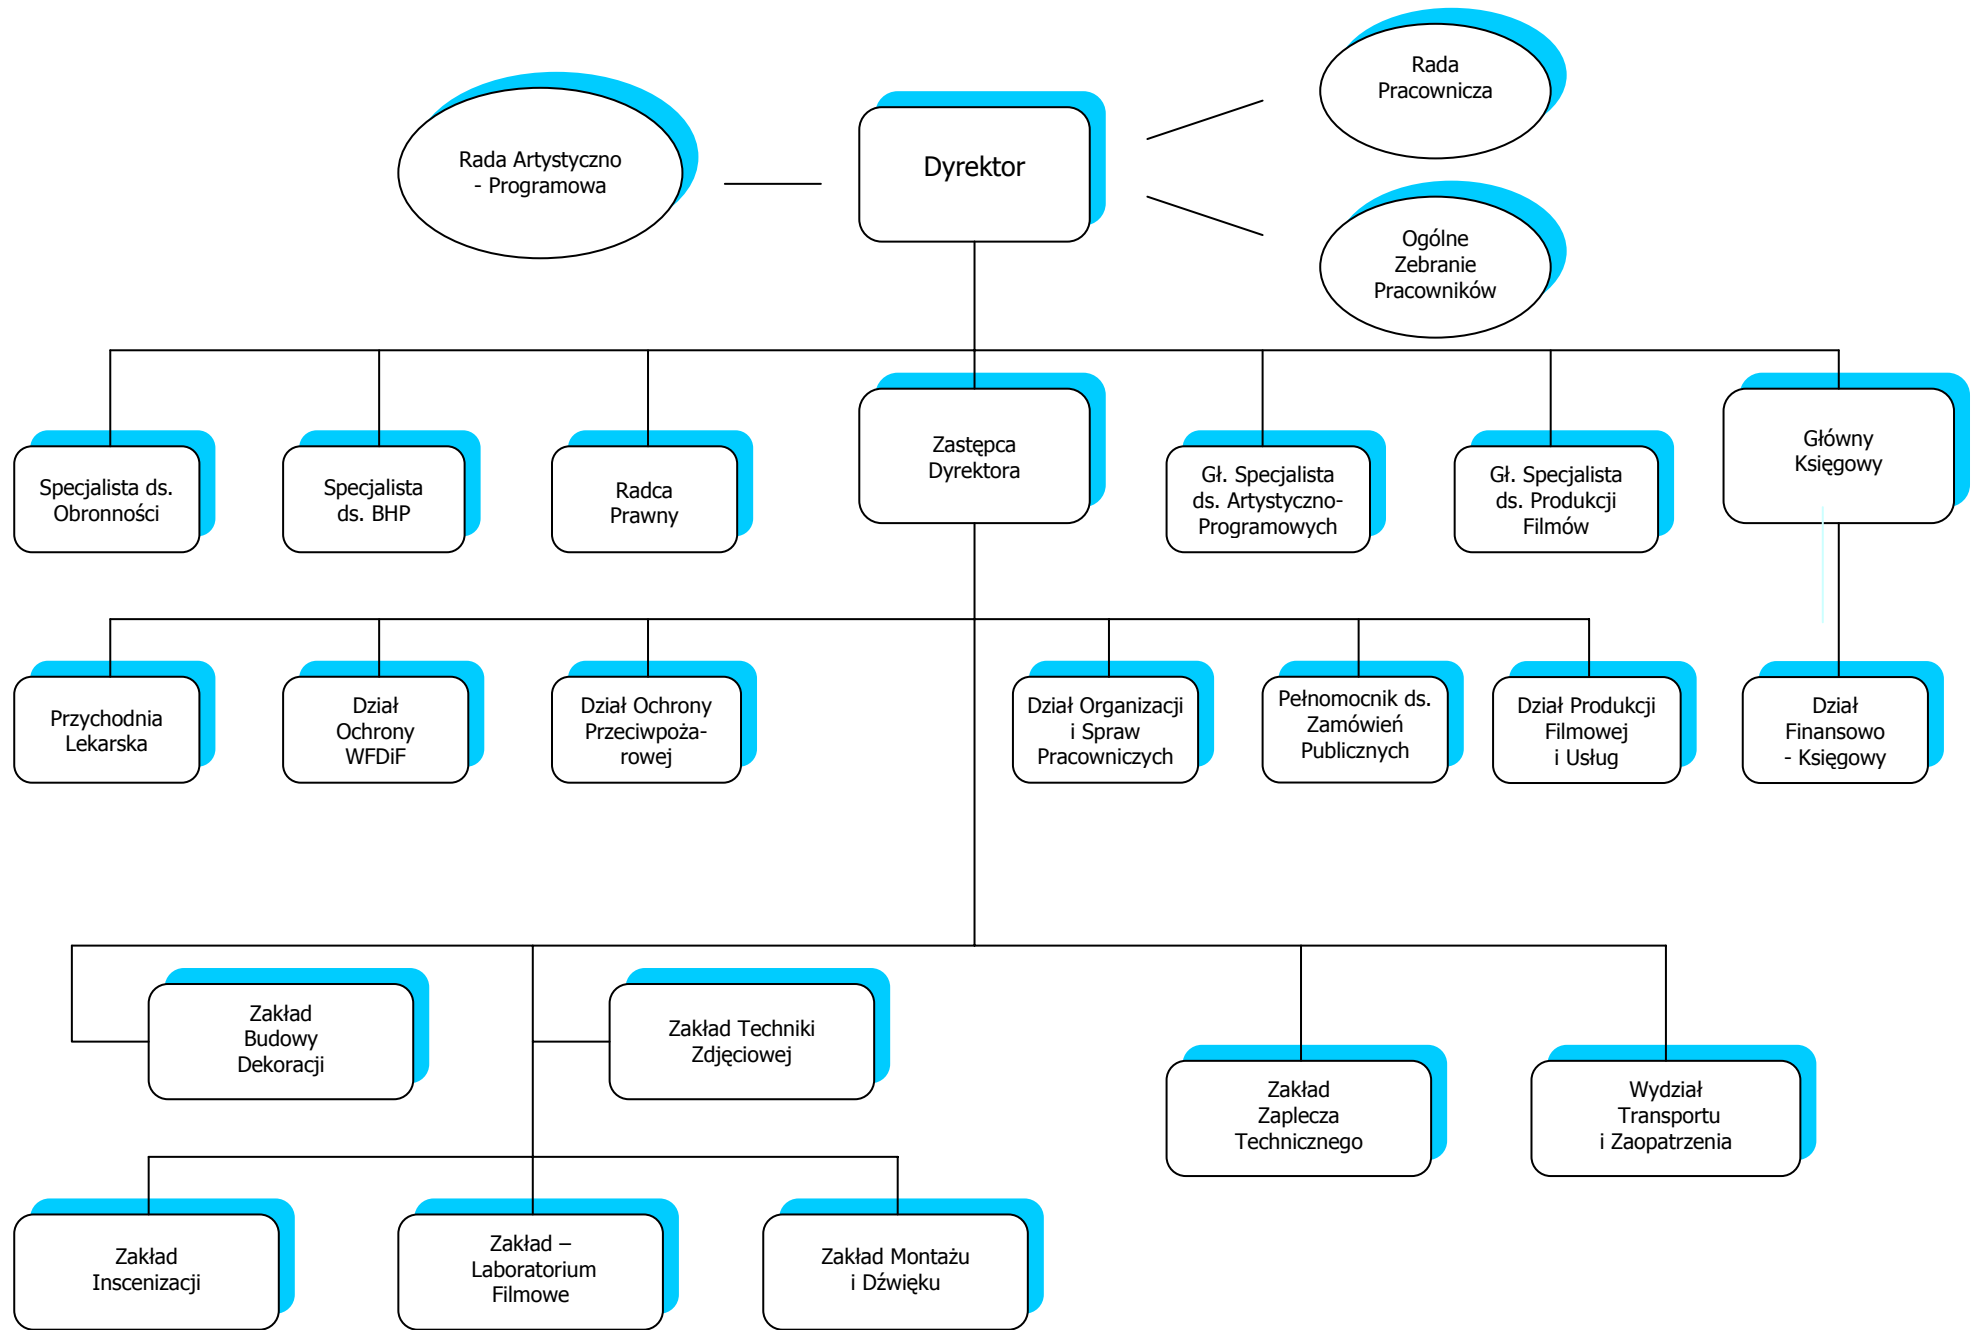 Rada
Pracownicza
Rada Artystyczno
- Programowa
Dyrektor
Ogólne
Zebranie
Pracowników
Specjalista ds.
Obronności
Specjalista
ds. BHP
Radca
Prawny
Zastępca
Dyrektora
Gł. Specjalista
ds. Artystyczno-
Programowych
Gł. Specjalista
ds. Produkcji
Filmów
Główny
Księgowy
Przychodnia
Lekarska
Dział
Ochrony
WFDiF
Dział Ochrony
Przeciwpoża-
rowej
Dział Organizacji
i Spraw
Pracowniczych
Pełnomocnik ds.
Zamówień
Publicznych
Dział Produkcji
Filmowej
i Usług
Dział
Finansowo
- Księgowy
Zakład
Budowy
Dekoracji
Zakład Techniki
Zdjęciowej
Zakład
Zaplecza
Technicznego
Wydział
Transportu
i Zaopatrzenia
Zakład
Inscenizacji
Zakład –
Laboratorium
Filmowe
Zakład Montażu
i Dźwięku